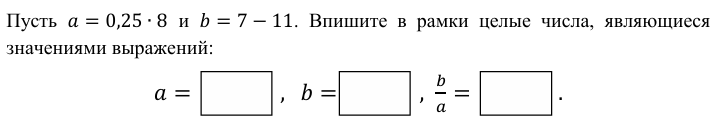 Пусть a = 0,25 · 8 и b = 7 − 11. Впишите в рамки целые числа, являющиеся
значениями выражений:
a = , b = , b/a = .